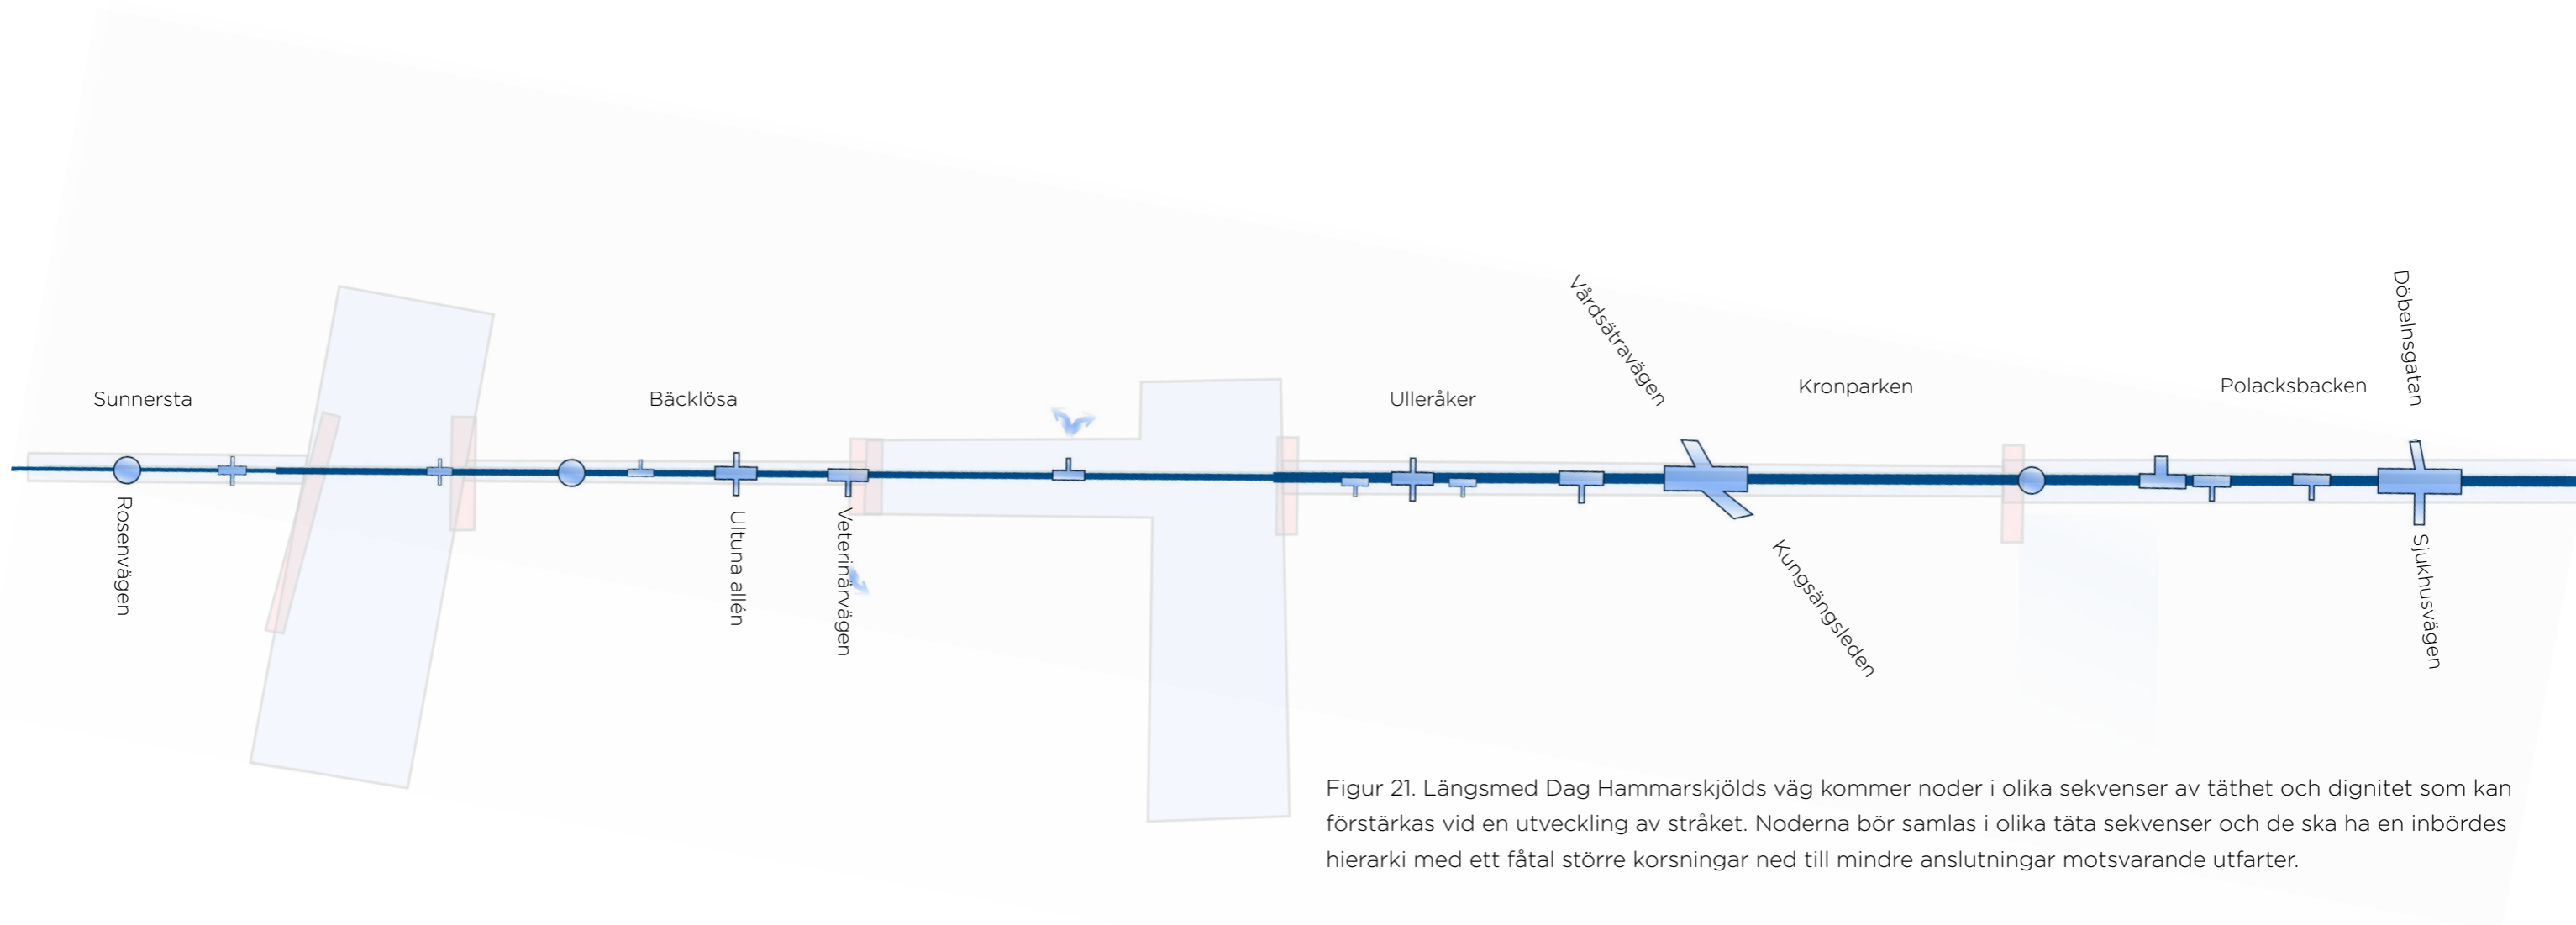 Sunnersta
Bäcklösa
Ulleråker
Kronparken
Polacksbacken
Vårdsätravägen
Döbelnsgatan
Rosenvägen
Ultuna allén
Veterinärvägen
Kungsängsleden
Sjukhusvägen
Figur 21. Längsmed Dag Hammarskjölds väg kommer noder i olika sekvenser av täthet och dignitet som kan
förstärkas vid en utveckling av stråket. Noderna bör samlas i olika täta sekvenser och de ska ha en inbördes
hierarki med ett fåtal större korsningar ned till mindre anslutningar motsvarande utfarter.